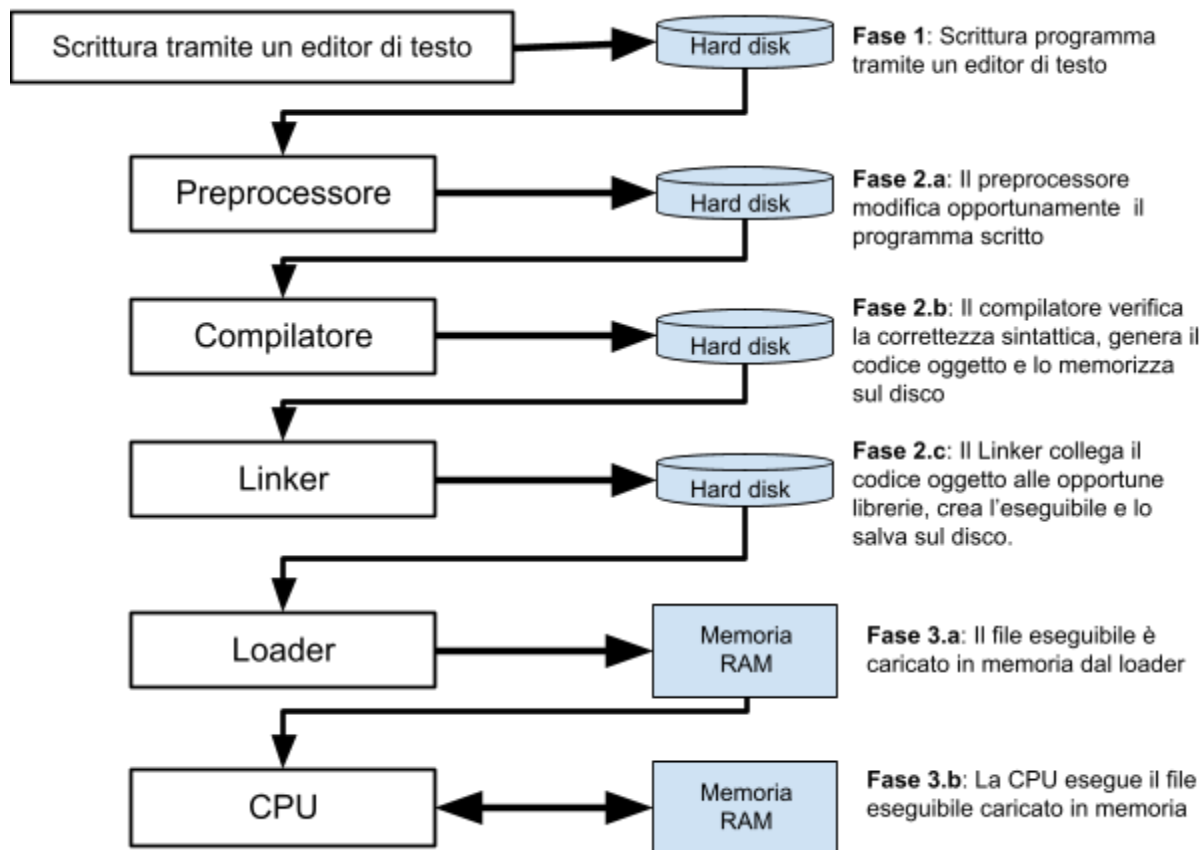 Scrittura tramite un editor di testo
Hard disk
Fase 1: Scrittura programma
tramite un editor di testo
Preprocessore
Hard disk
Fase 2.a: Il preprocessore
modifica opportunamente il
programma scritto
Compilatore
Hard disk
Fase 2.b: Il compilatore verifica
la correttezza sintattica, genera il
codice oggetto e lo memorizza
sul disco
Linker
Hard disk
Fase 2.c: Il Linker collega il
codice oggetto alle opportune
librerie, crea l'eseguibile e lo
salva sul disco.
Loader
Memoria
RAM
Fase 3.a: Il file eseguibile è
caricato in memoria dal loader
CPU
Memoria
RAM
Fase 3.b: La CPU esegue il file
eseguibile caricato in memoria